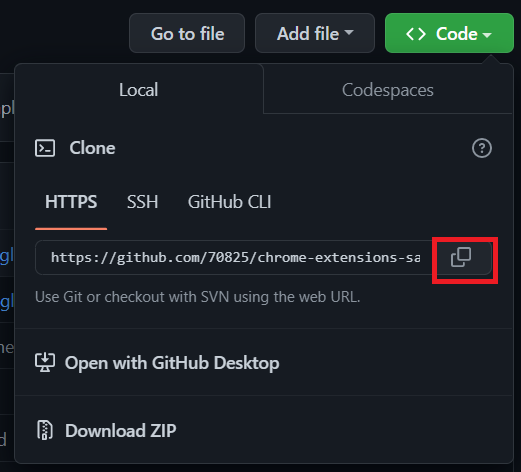 Go to file Add file <> Code
Local Codespaces
Clone
HTTPS SSH GitHub CLI
https://github.com/70825/chrome-extensions-sa
Use Git or checkout with SVN using the web URL.
Open with GitHub Desktop
Download ZIP